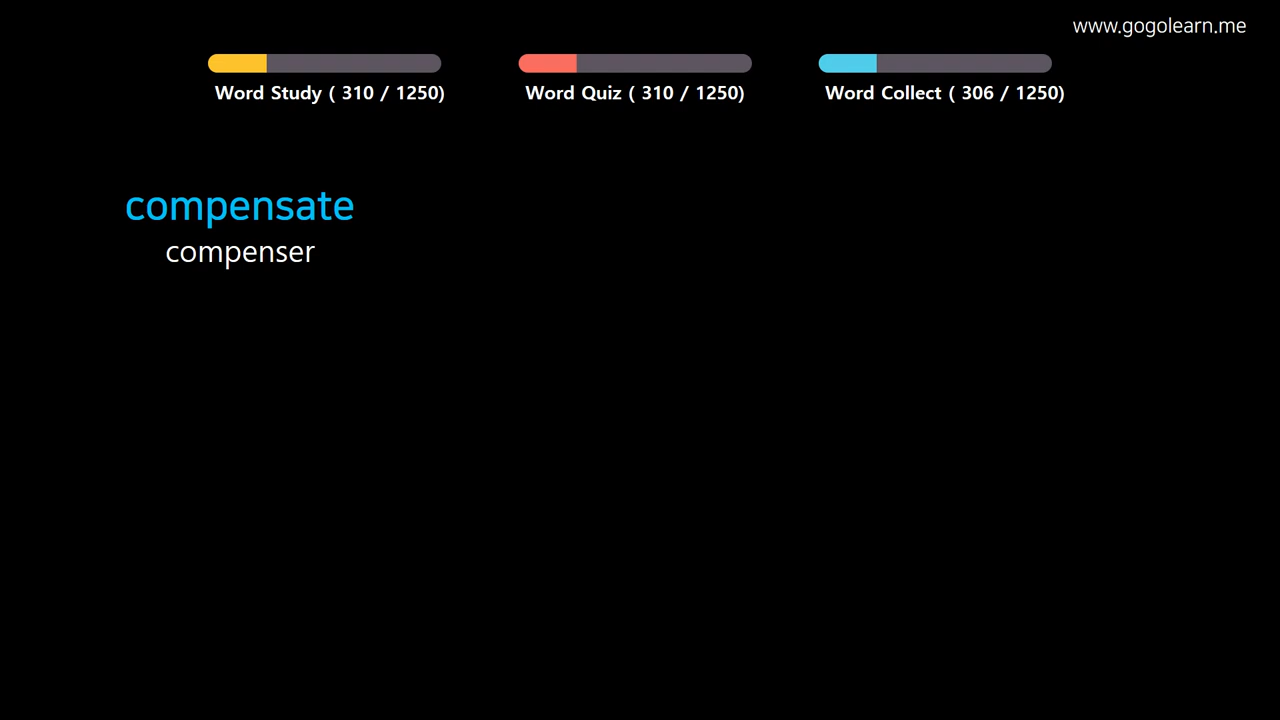 www.gogolearn.me
Word Study ( 310 / 1250)
Word Quiz ( 310 / 1250)
Word Collect ( 306 / 1250)
compensate
compenser